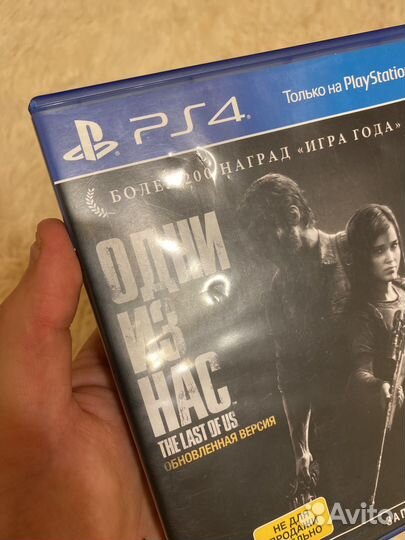 PS4
Только на PlayStation
БОЛЕЕ 200 НАГРАД «ИГРА ГОДА»
ОДНИ
ИЗ
НАС
THE LAST OF US
ОБНОВЛЕННАЯ ВЕРСИЯ
НЕ ДЛЯ
ПРОДАЖИ
Avito